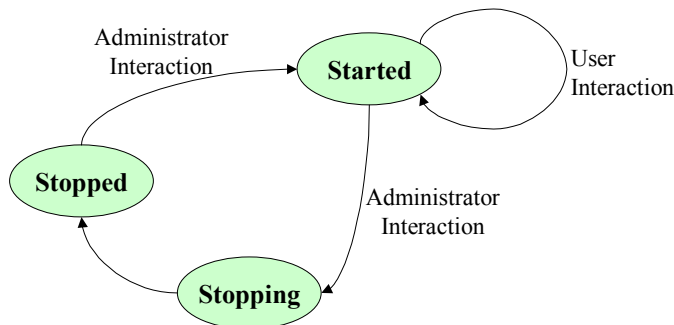 Administrator
Interaction
Started
User
Interaction
Stopped
Administrator
Interaction
Stopping